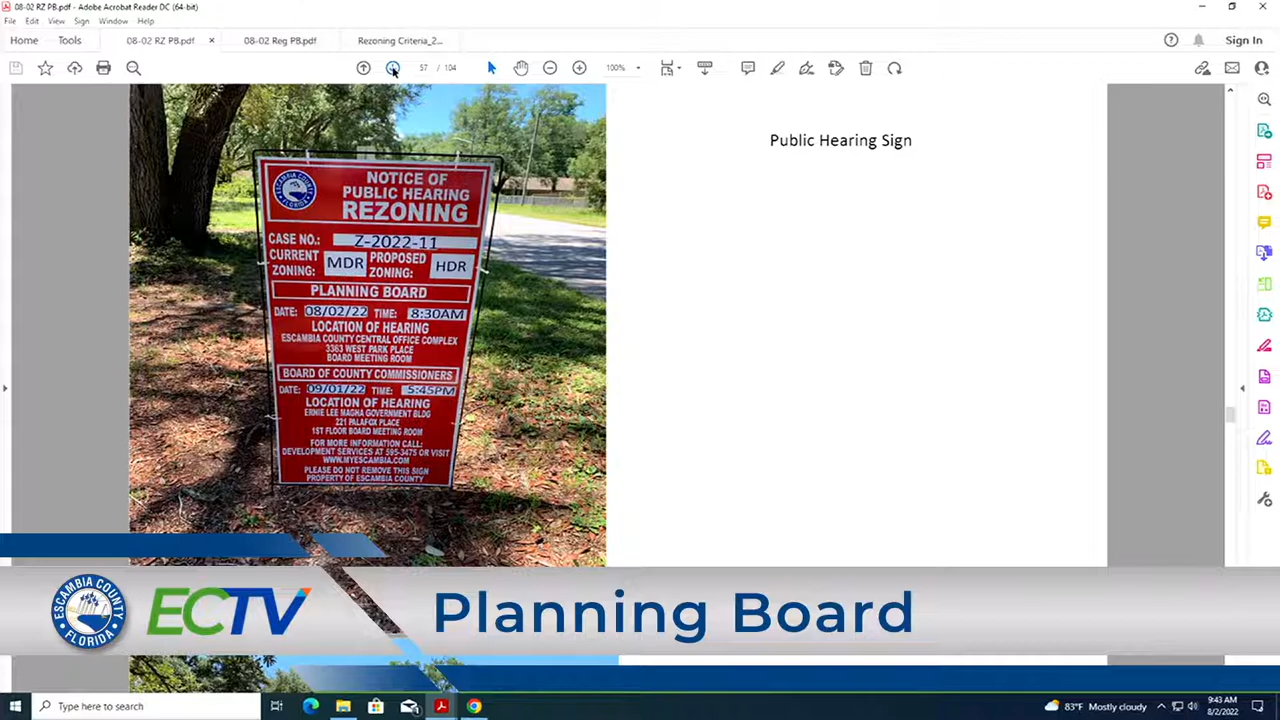 08-02 RZ PB.pdf - Adobe Acrobat Reader DC (64-bit)
File Edit View Sign Window Help
Home Tools 08-02 RZ PB.pdf × 08-02 Reg PB.pdf Rezoning Criteria_2... Sign In
57 / 104 100%
Public Hearing Sign
ESCAMBIA COUNTY FLORIDA
NOTICE OF
PUBLIC HEARING
REZONING
CASE NO.: Z-2022-11
CURRENT ZONING: MDR PROPOSED ZONING: HDR
PLANNING BOARD
DATE: 08/02/22 TIME: 8:30AM
LOCATION OF HEARING
ESCAMBIA COUNTY CENTRAL OFFICE COMPLEX
3363 WEST PARK PLACE
BOARD MEETING ROOM
BOARD OF COUNTY COMMISSIONERS
DATE: 09/01/22 TIME: 5:45PM
LOCATION OF HEARING
ERNIE LEE MAGHA GOVERNMENT BLDG
221 PALAFOX PLACE
1ST FLOOR BOARD MEETING ROOM
FOR MORE INFORMATION CALL:
DEVELOPMENT SERVICES AT 595-3475 OR VISIT
WWW.MYESCAMBIA.COM
PLEASE DO NOT REMOVE THIS SIGN
PROPERTY OF ESCAMBIA COUNTY
ESCAMBIA COUNTY FLORIDA
ECTV
Planning Board
Type here to search
83°F Mostly cloudy
9:43 AM
8/2/2022